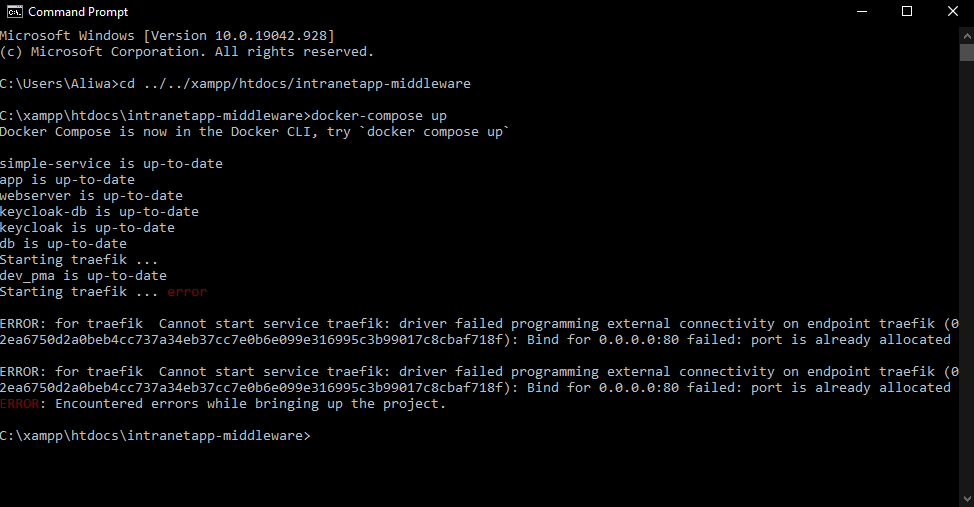 Command Prompt
Microsoft Windows [Version 10.0.19042.928]
(c) Microsoft Corporation. All rights reserved.
C:\Users\Aliwa>cd ../../xampp/htdocs/intranetapp-middleware
C:\xampp\htdocs\intranetapp-middleware>docker-compose up
Docker Compose is now in the Docker CLI, try `docker compose up`
simple-service is up-to-date
app is up-to-date
webserver is up-to-date
keycloak-db is up-to-date
keycloak is up-to-date
db is up-to-date
Starting traefik ...
dev_pma is up-to-date
Starting traefik ... error
ERROR: for traefik  Cannot start service traefik: driver failed programming external connectivity on endpoint traefik (0
2ea6750d2a0beb4cc737a34eb37cc7e0b6e099e316995c3b99017c8cbaf718f): Bind for 0.0.0.0:80 failed: port is already allocated
ERROR: for traefik  Cannot start service traefik: driver failed programming external connectivity on endpoint traefik (0
2ea6750d2a0beb4cc737a34eb37cc7e0b6e099e316995c3b99017c8cbaf718f): Bind for 0.0.0.0:80 failed: port is already allocated
ERROR: Encountered errors while bringing up the project.
C:\xampp\htdocs\intranetapp-middleware>